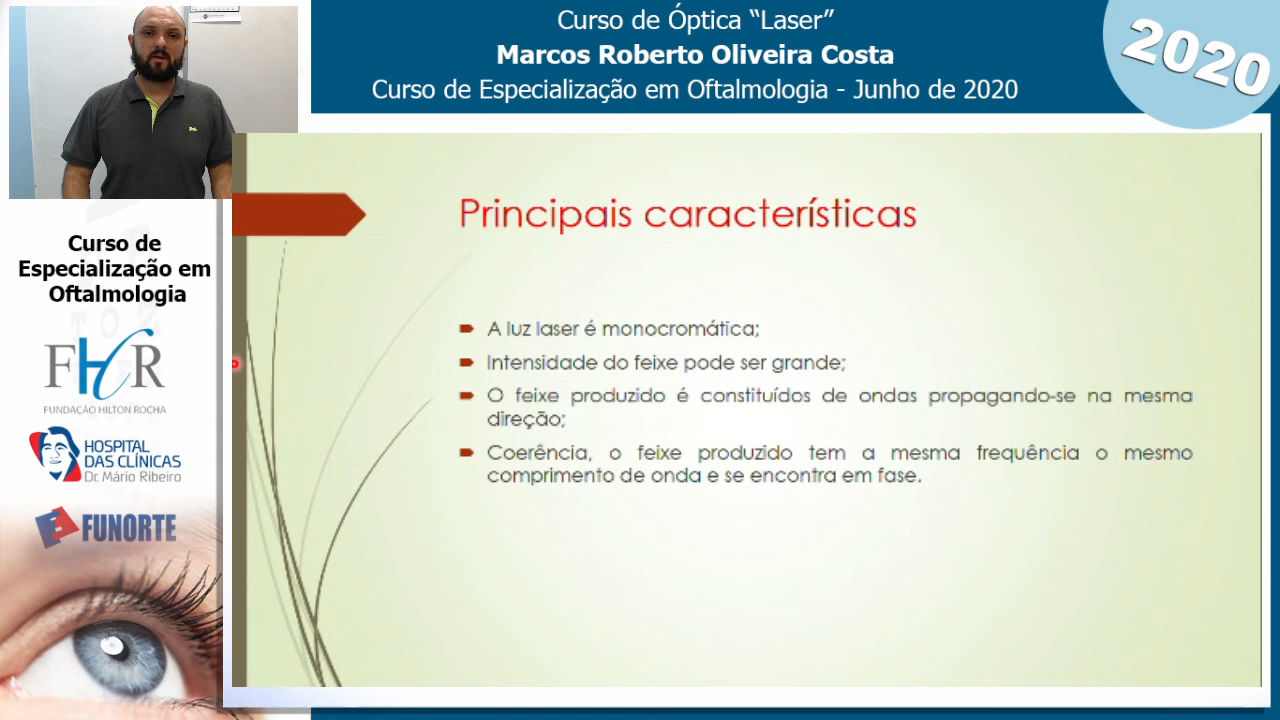 Curso de Óptica “Laser”
Marcos Roberto Oliveira Costa
Curso de Especialização em Oftalmologia - Junho de 2020
2020
Curso de
Especialização em
Oftalmologia
FHR
FUNDAÇÃO HILTON ROCHA
HOSPITAL
DAS CLÍNICAS
Dr. Mário Ribeiro
FUNORTE
Principais características
A luz laser é monocromática;
Intensidade do feixe pode ser grande;
O feixe produzido é constituídos de ondas propagando-se na mesma
direção;
Coerência, o feixe produzido tem a mesma frequência o mesmo
comprimento de onda e se encontra em fase.